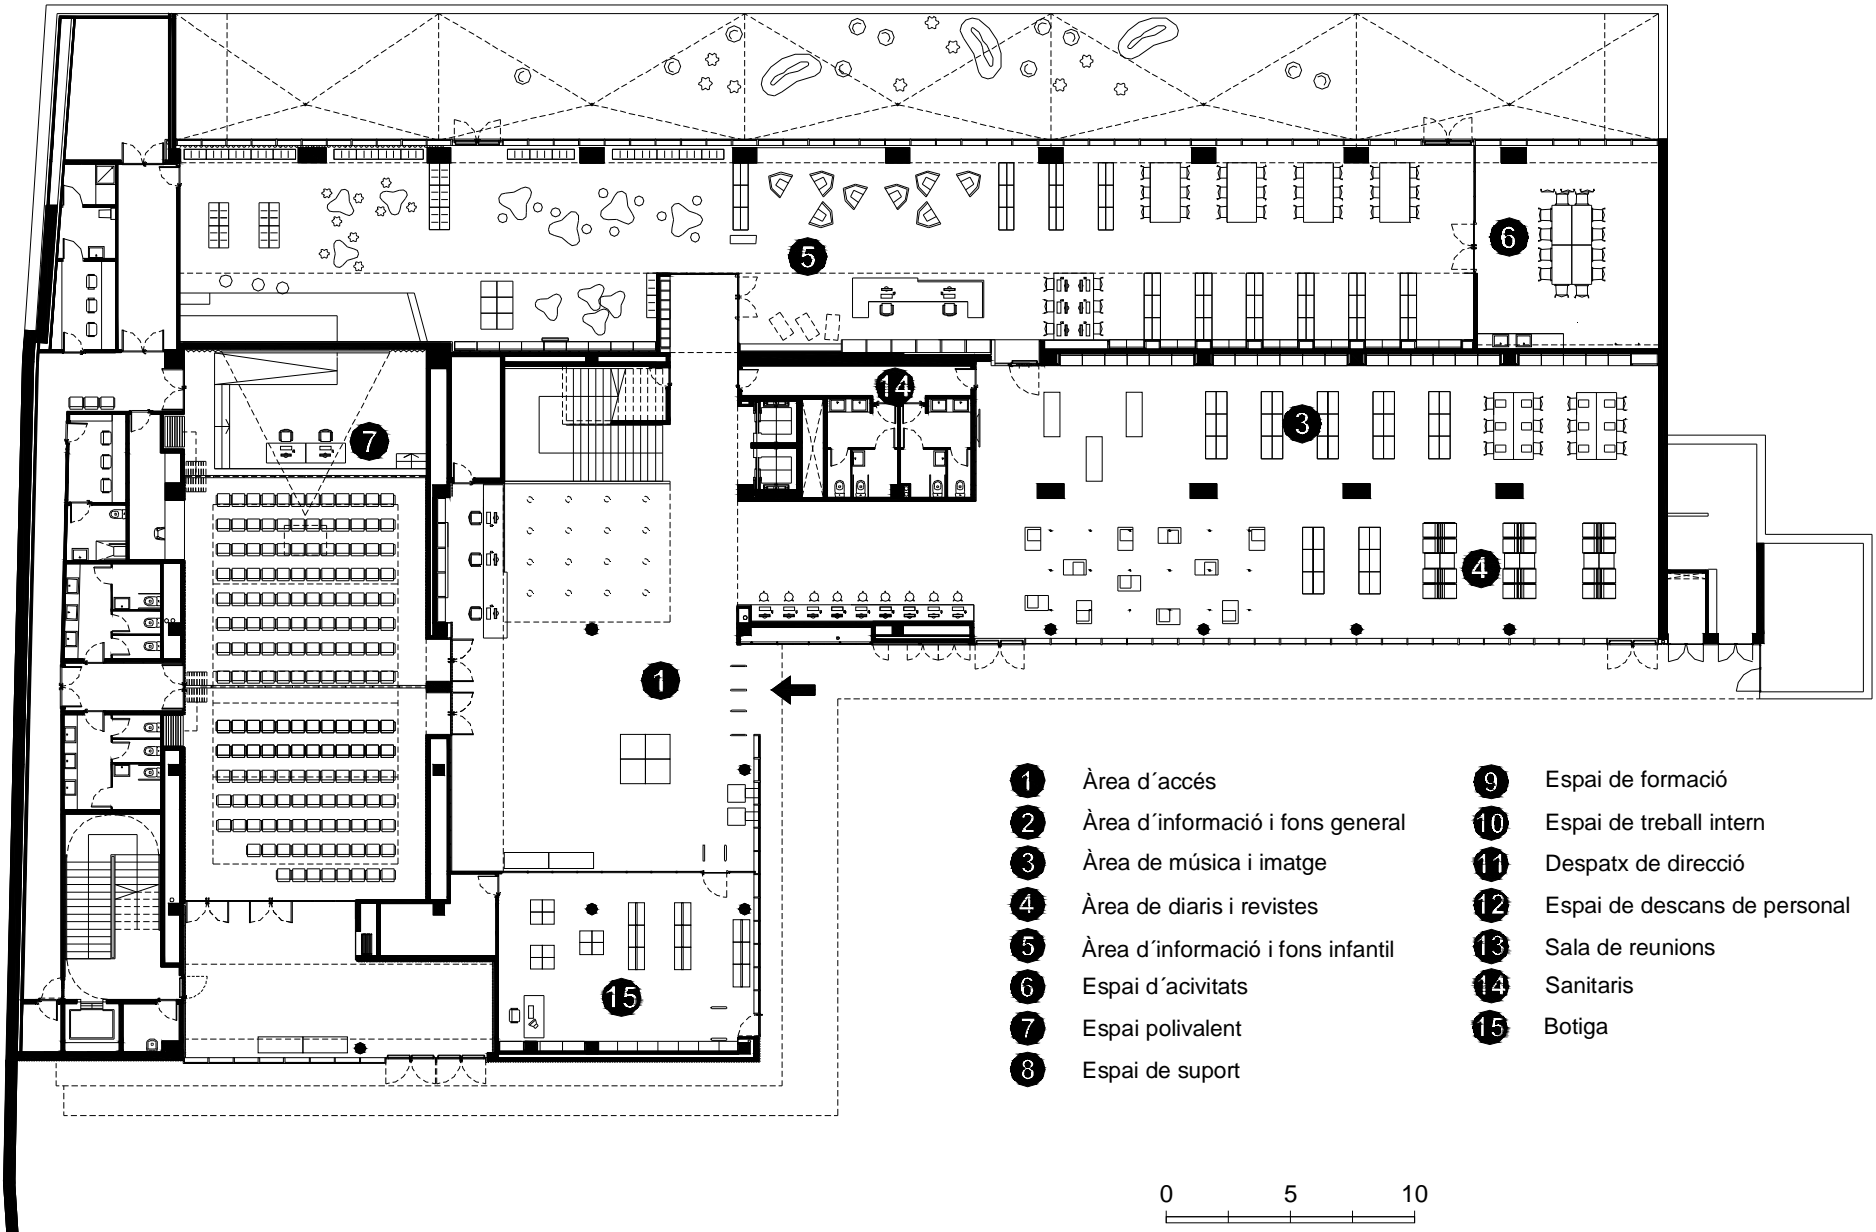 5
6
14
3
7
4
1
15
1 Àrea d´accés
2 Àrea d´informació i fons general
3 Àrea de música i imatge
4 Àrea de diaris i revistes
5 Àrea d´informació i fons infantil
6 Espai d´acivitats
7 Espai polivalent
8 Espai de suport
9 Espai de formació
10 Espai de treball intern
11 Despatx de direcció
12 Espai de descans de personal
13 Sala de reunions
14 Sanitaris
15 Botiga
0 5 10